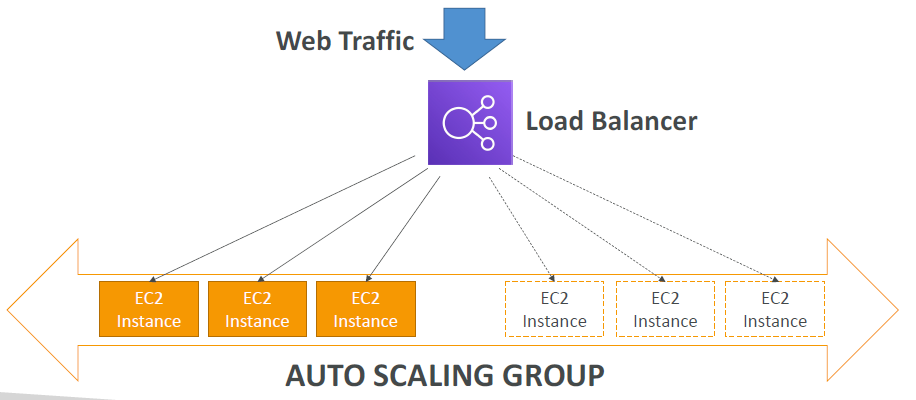 Web Traffic
Load Balancer
EC2
Instance
EC2
Instance
EC2
Instance
EC2
Instance
EC2
Instance
EC2
Instance
AUTO SCALING GROUP